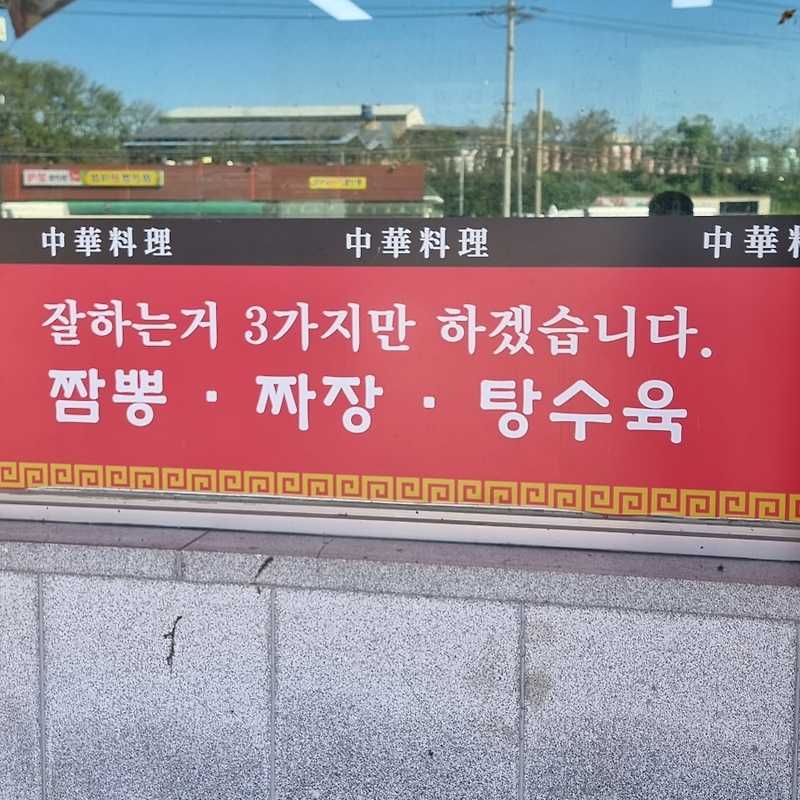 中華料理 中華料理 中華
잘하는거 3가지만 하겠습니다.
짬뽕 · 짜장 · 탕수육